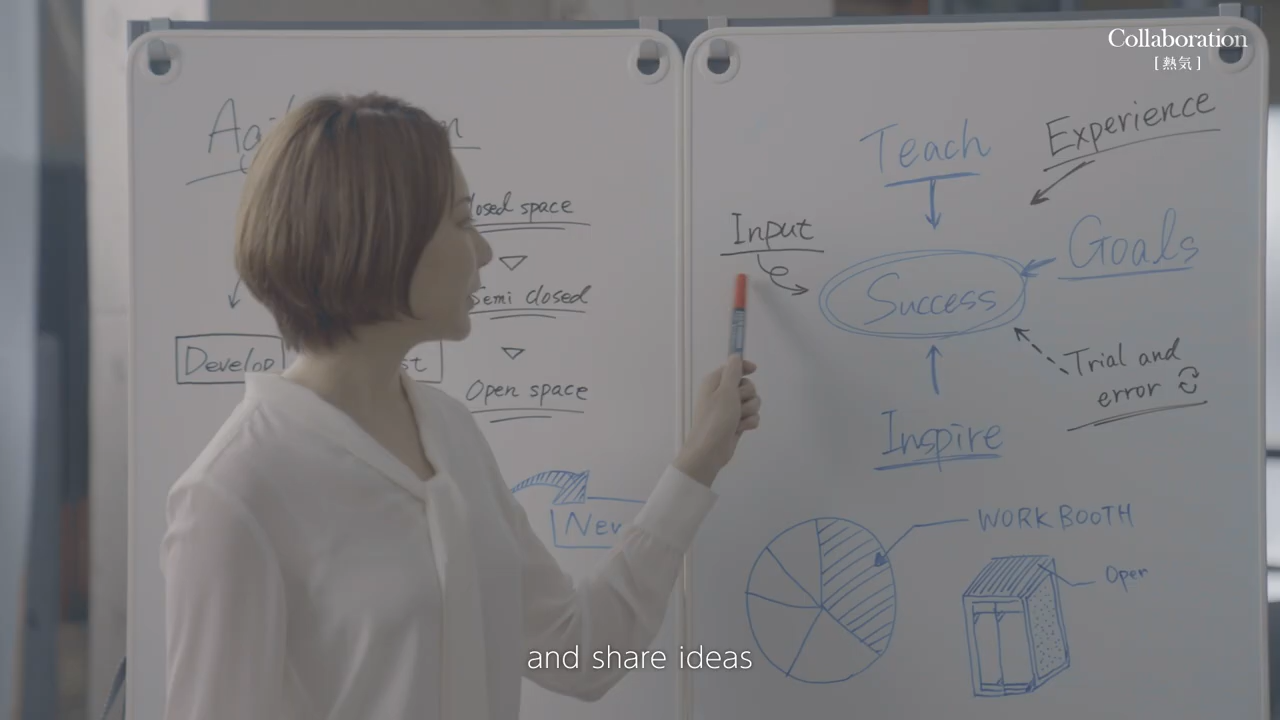 Collaboration
[熱気]
Teach
Experience
Input
Goals
Success
Trial and
error
Inspire
WORK BOOTH
Open
Semi closed
Open space
space
Develop
New
and share ideas